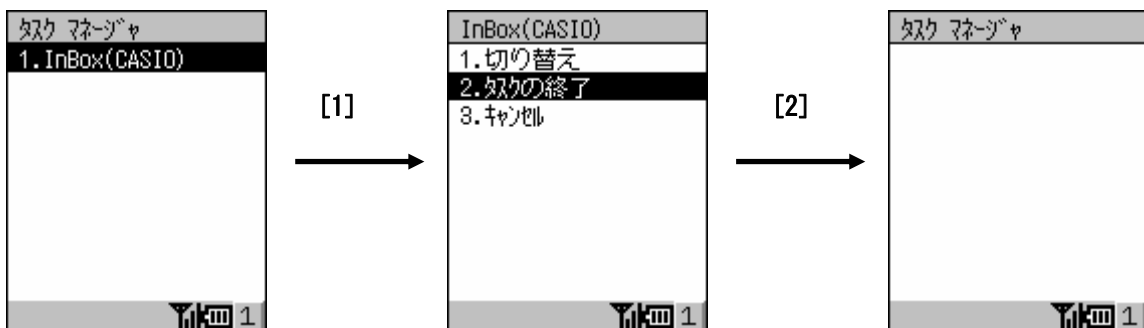 ﾀｽｸ ﾏﾈｰｼﾞｬ
1.InBox(CASIO)
1
[1]
InBox(CASIO)
1.切り替え
2.ﾀｽｸの終了
3.ｷｬﾝｾﾙ
1
[2]
ﾀｽｸ ﾏﾈｰｼﾞｬ
1